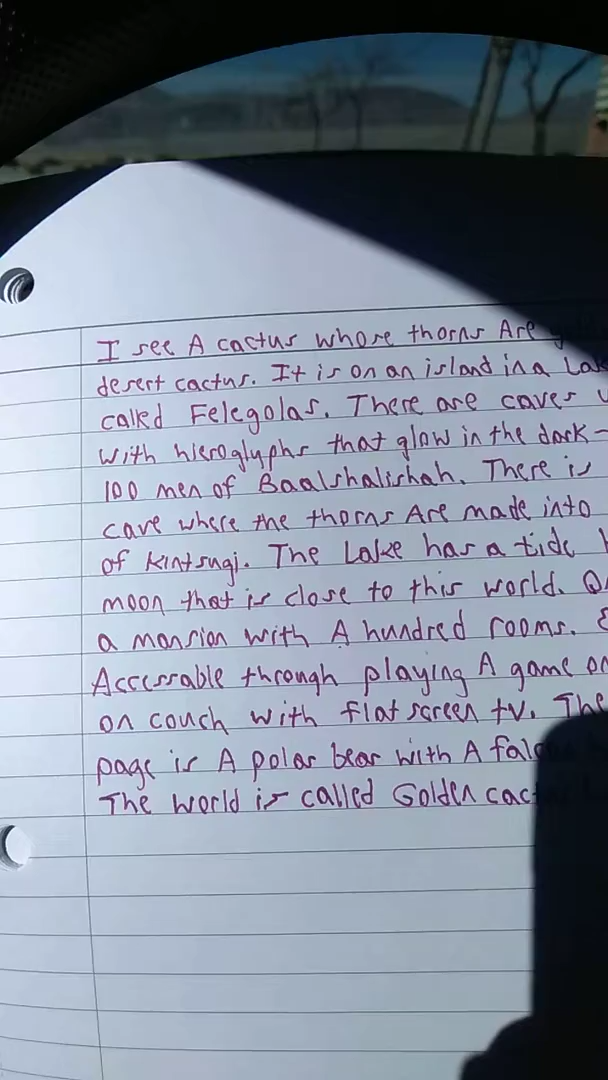 I see A cactus whose thorns Are
desert cactus. It is on an island in a Lake
called Felegolas. There are caves
with hieroglyphs that glow in the dark -
100 men of Baalshalishah. There is
cave where the thorns Are made into
of kintsugi. The Lake has a tide
moon that is close to this world.
a mansion with A hundred rooms.
Accessable through playing A game on
on couch with flat screen tv. The
page is A polar bear with A
The world is called Golden